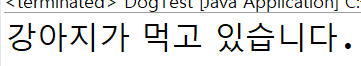 <terminated> DogTest [Java Application] C:
강아지가 먹고 있습니다.